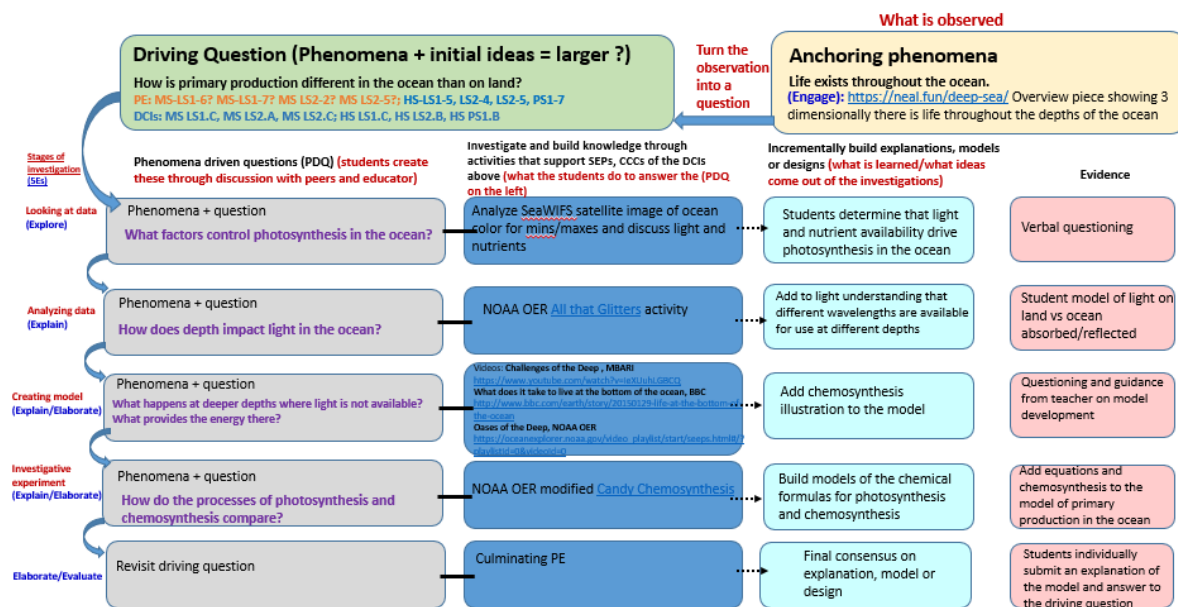 What is observed
Driving Question (Phenomena + initial ideas = larger ?)
How is primary production different in the ocean than on land?
PE: MS-LS1-6? MS-LS1-7? MS LS2-2? MS LS2-5?; HS-LS1-5, LS2-4, LS2-5, PS1-7
DCIs: MS LS1.C, MS LS2.A, MS LS2.C; HS LS1.C, HS LS2.B, HS PS1.B
Turn the
observation
into a
question
Anchoring phenomena
Life exists throughout the ocean.
(Engage): https://neal.fun/deep-sea/ Overview piece showing 3
dimensionally there is life throughout the depths of the ocean
Stages of
Investigation
(5Es)
Phenomena driven questions (PDQ) (students create
these through discussion with peers and educator)
Investigate and build knowledge through
activities that support SEPs, CCCs of the DCIs
above (what the students do to answer the (PDQ
on the left)
Incrementally build explanations, models
or designs (what is learned/what ideas
come out of the investigations)
Evidence
Looking at data
(Explore)
Phenomena + question
What factors control photosynthesis in the ocean?
Analyze SeaWIFS satellite image of ocean
color for mins/maxes and discuss light and
nutrients
Students determine that light
and nutrient availability drive
photosynthesis in the ocean
Verbal questioning
Analyzing data
(Explain)
Phenomena + question
How does depth impact light in the ocean?
NOAA OER All that Glitters activity
Add to light understanding that
different wavelengths are available
for use at different depths
Student model of light on
land vs ocean
absorbed/reflected
Creating model
(Explain/Elaborate)
Phenomena + question
What happens at deeper depths where light is not available?
What provides the energy there?
Videos: Challenges of the Deep , MBARI
What does it take to live at the bottom of the ocean, BBC
http://www.bbc.com/earth/story/20150129-life-at-the-bottom-of-
the-ocean
Oases of the Deep, NOAA OER
Add chemosynthesis
illustration to the model
Questioning and guidance
from teacher on model
development
Investigative
experiment
(Explain/Elaborate)
Phenomena + question
How do the processes of photosynthesis and
chemosynthesis compare?
NOAA OER modified Candy Chemosynthesis
Build models of the chemical
formulas for photosynthesis
and chemosynthesis
Add equations and
chemosynthesis to the
model of primary
production in the ocean
Elaborate/Evaluate
Revisit driving question
Culminating PE
Final consensus on
explanation, model or
design
Students individually
submit an explanation of
the model and answer to
the driving question